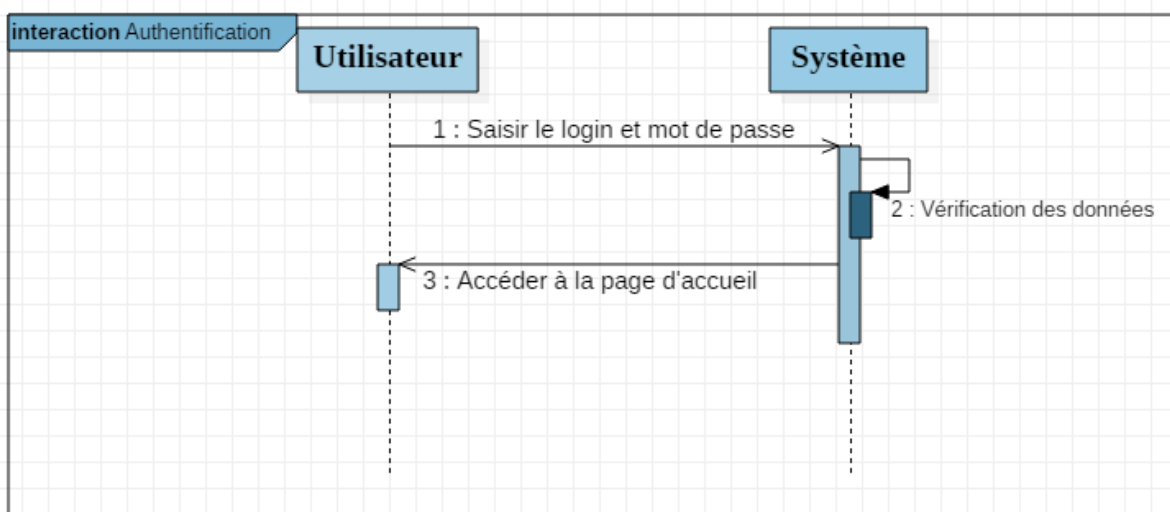 interaction Authentification
Utilisateur
Système
1 : Saisir le login et mot de passe
2 : Vérification des données
3 : Accéder à la page d'accueil